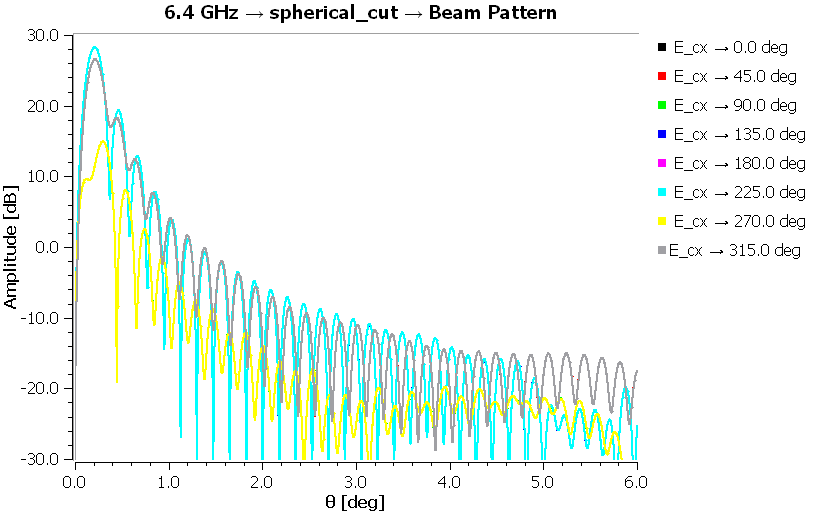 6.4 GHz → spherical_cut → Beam Pattern
30.0
20.0
10.0
0.0
-10.0
-20.0
-30.0
Amplitude [dB]
0.0 1.0 2.0 3.0 4.0 5.0 6.0
θ [deg]
E_cx → 0.0 deg
E_cx → 45.0 deg
E_cx → 90.0 deg
E_cx → 135.0 deg
E_cx → 180.0 deg
E_cx → 225.0 deg
E_cx → 270.0 deg
E_cx → 315.0 deg